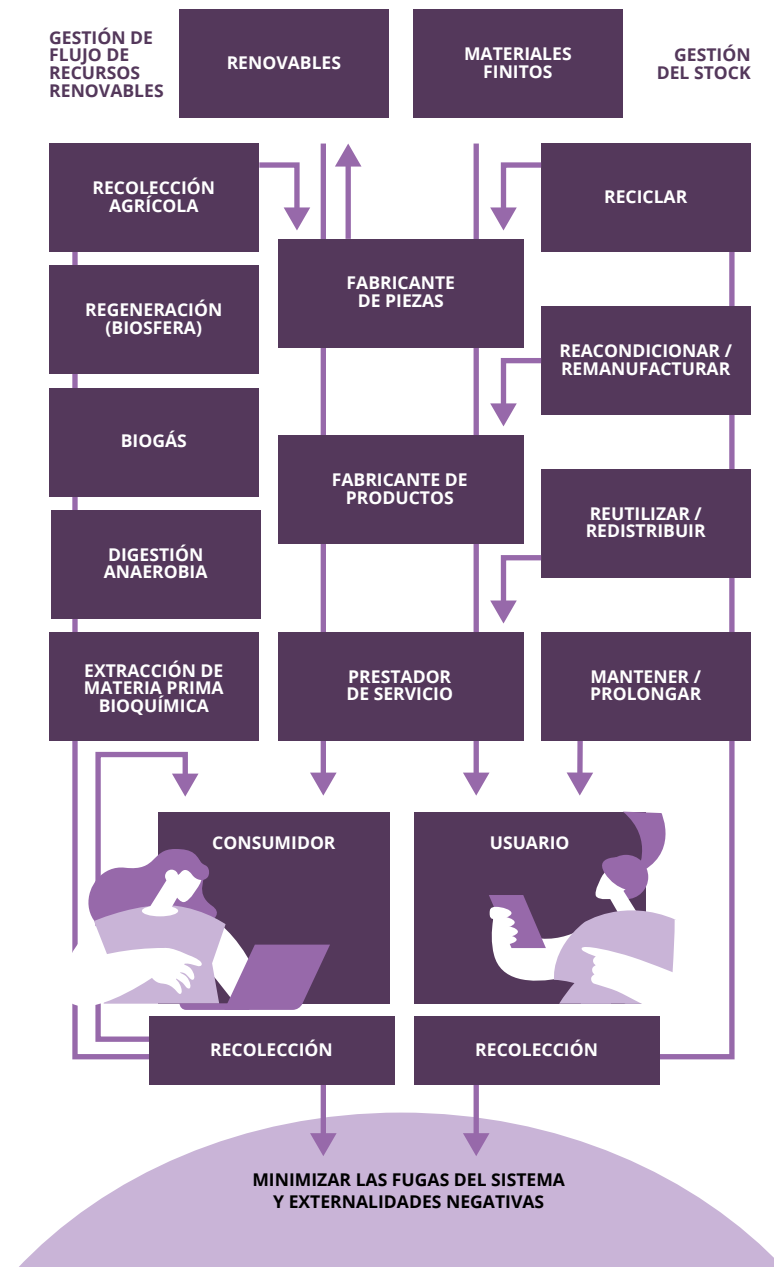 GESTIÓN DE
FLUJO DE
RECURSOS
RENOVABLES
RENOVABLES
MATERIALES
FINITOS
GESTIÓN
DEL STOCK
RECOLECCIÓN
AGRÍCOLA
RECICLAR
FABRICANTE
DE PIEZAS
REGENERACIÓN
(BIOSFERA)
REACONDICIONAR /
REMANUFACTURAR
BIOGÁS
FABRICANTE DE
PRODUCTOS
REUTILIZAR /
REDISTRIBUIR
DIGESTIÓN
ANAEROBIA
EXTRACCIÓN DE
MATERIA PRIMA
BIOQUÍMICA
PRESTADOR
DE SERVICIO
MANTENER /
PROLONGAR
CONSUMIDOR
USUARIO
RECOLECCIÓN
RECOLECCIÓN
MINIMIZAR LAS FUGAS DEL SISTEMA
Y EXTERNALIDADES NEGATIVAS